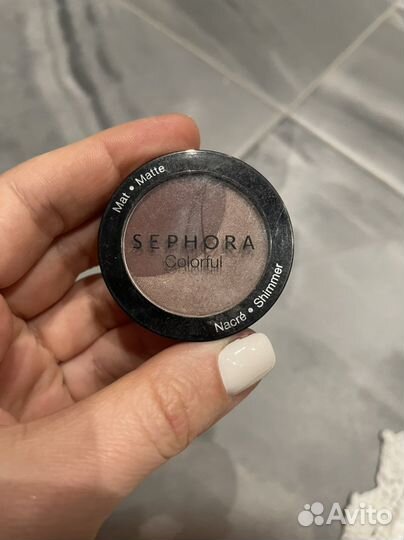 Mat • Matte
SEPHORA
Colorful
Nacré • Shimmer
Avito